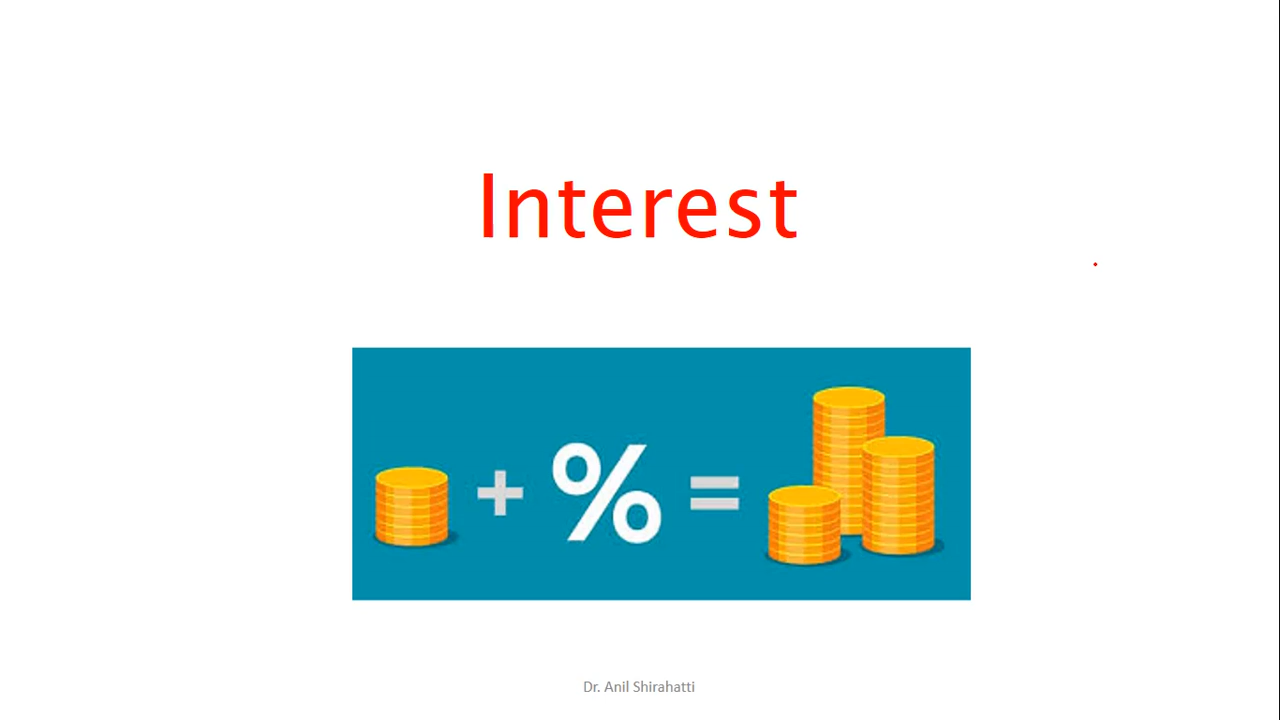 Interest
+ % =
Dr. Anil Shirahatti